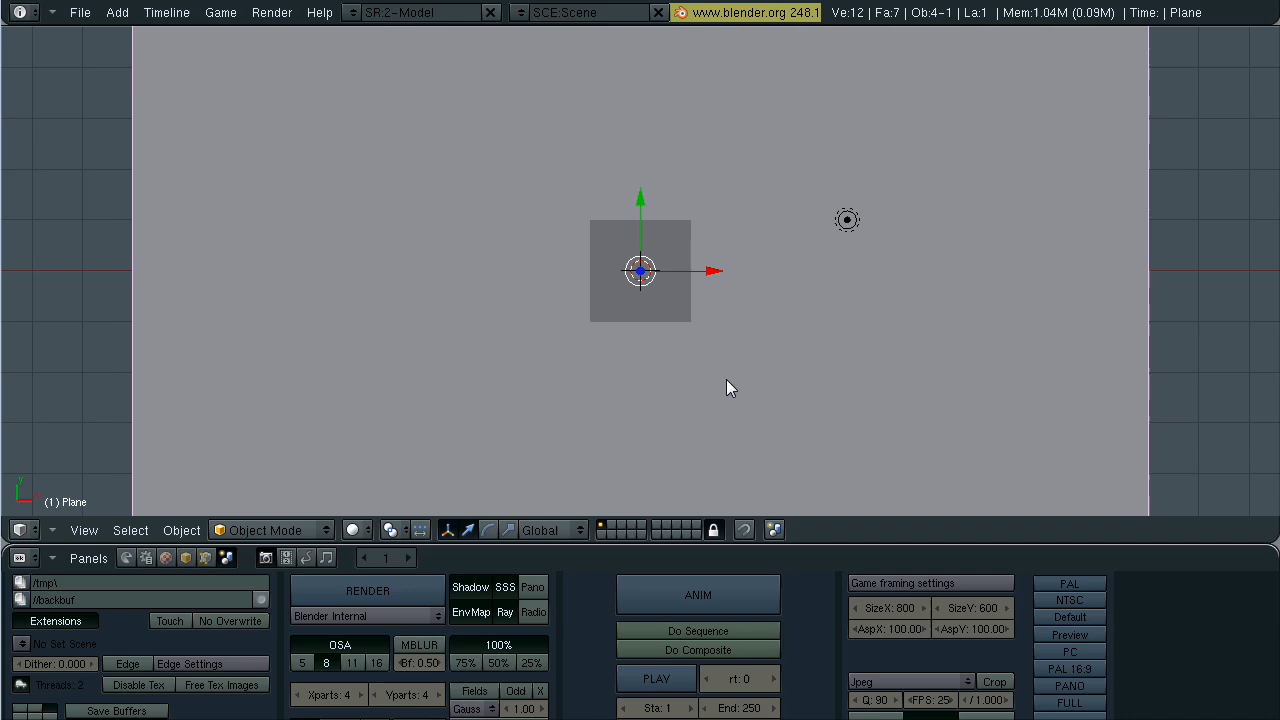 File Add Timeline Game Render Help SR:2-Model SCE:Scene www.blender.org 248.1 Ve:12 | Fa:7 | Ob:4-1 | La:1 | Mem:1.04M (0.09M) | Time: | Plane
y
(1) Plane
View Select Object Object Mode Global
Panels 1
/tmp\ RENDER Shadow SSS Pano ANIM Game framing settings PAL
//backbuf EnvMap Ray Radio SizeX: 800 SizeY: 600 NTSC
Extensions Touch No Overwrite Blender Internal Do Sequence AspX: 100.00 AspY: 100.00 Default
No Set Scene OSA MBLUR 100% Do Composite Preview
Dither: 0.000 Edge Edge Settings 5 8 11 16 Bf: 0.50 75% 50% 25% PC
Threads: 2 Disable Tex Free Tex Images Xparts: 4 Yparts: 4 Fields Odd X PLAY rt: 0 Jpeg Crop PAL 16:9
PANO
Save Buffers Gauss 1.00 Sta: 1 End: 250 Q: 90 FPS: 25 / 1.000 FULL